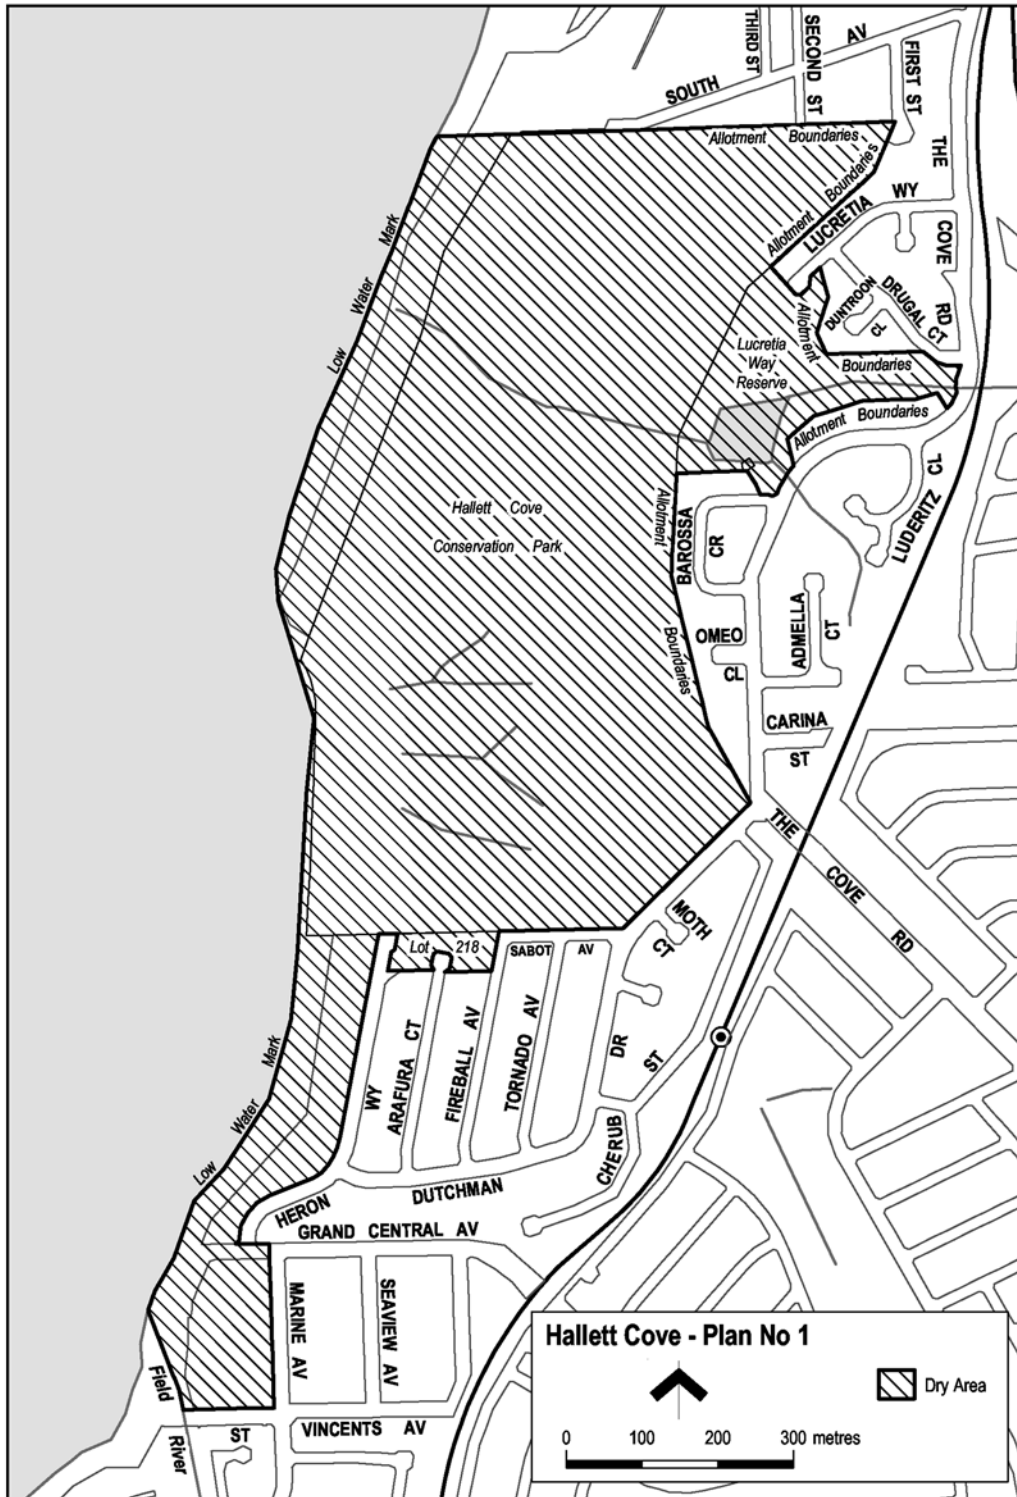 THIRD ST
SECOND ST
SOUTH AV
FIRST ST
THE COVE RD
Allotment Boundaries
Allotment Boundaries
LUCRETIA WY
Low Water Mark
DUNTROON CL
DRUGAL CT
Allotment Boundaries
Lucretia
Way
Reserve
Allotment Boundaries
Hallett Cove
Conservation Park
Allotment Boundaries
BAROSSA CR
LUDERITZ CL
OMEO CL
ADMELLA CT
CARINA ST
THE COVE RD
MOTH CT
Lot 218
SABOT AV
Low Water Mark
HERON WY
ARAFURA CT
FIREBALL AV
TORNADO AV
DUTCHMAN DR
CHERUB ST
GRAND CENTRAL AV
MARINE AV
SEAVIEW AV
Field River
ST VINCENTS AV
Hallett Cove - Plan No 1
Dry Area
0 100 200 300 metres